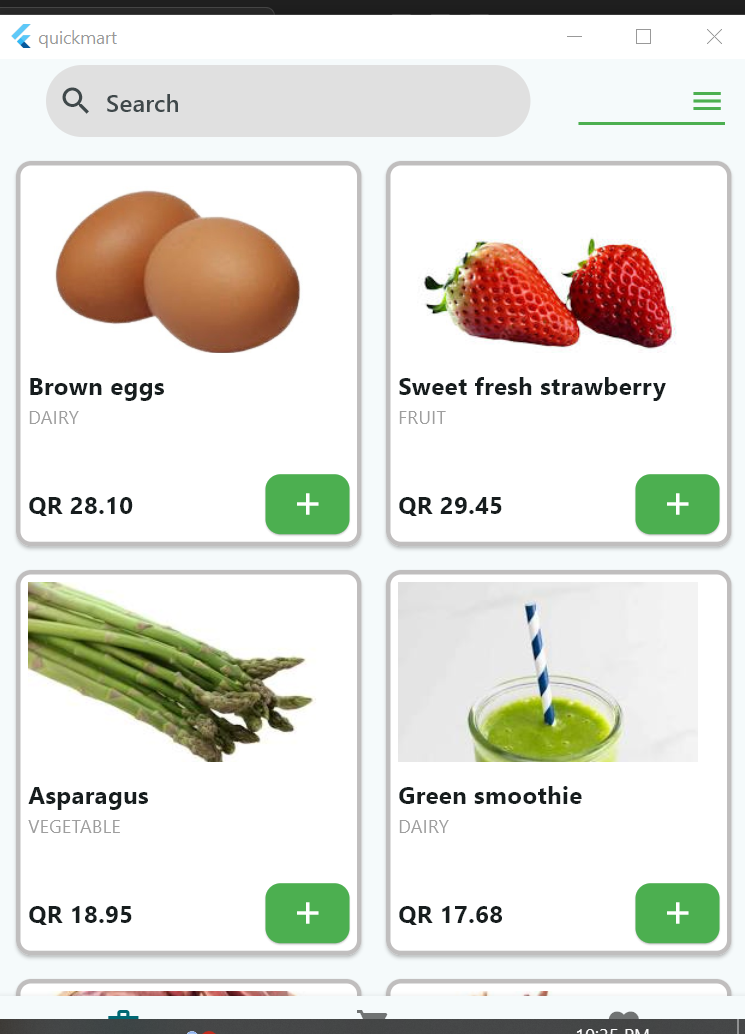 quickmart
Search
Brown eggs
DAIRY
QR 28.10
Sweet fresh strawberry
FRUIT
QR 29.45
Asparagus
VEGETABLE
QR 18.95
Green smoothie
DAIRY
QR 17.68